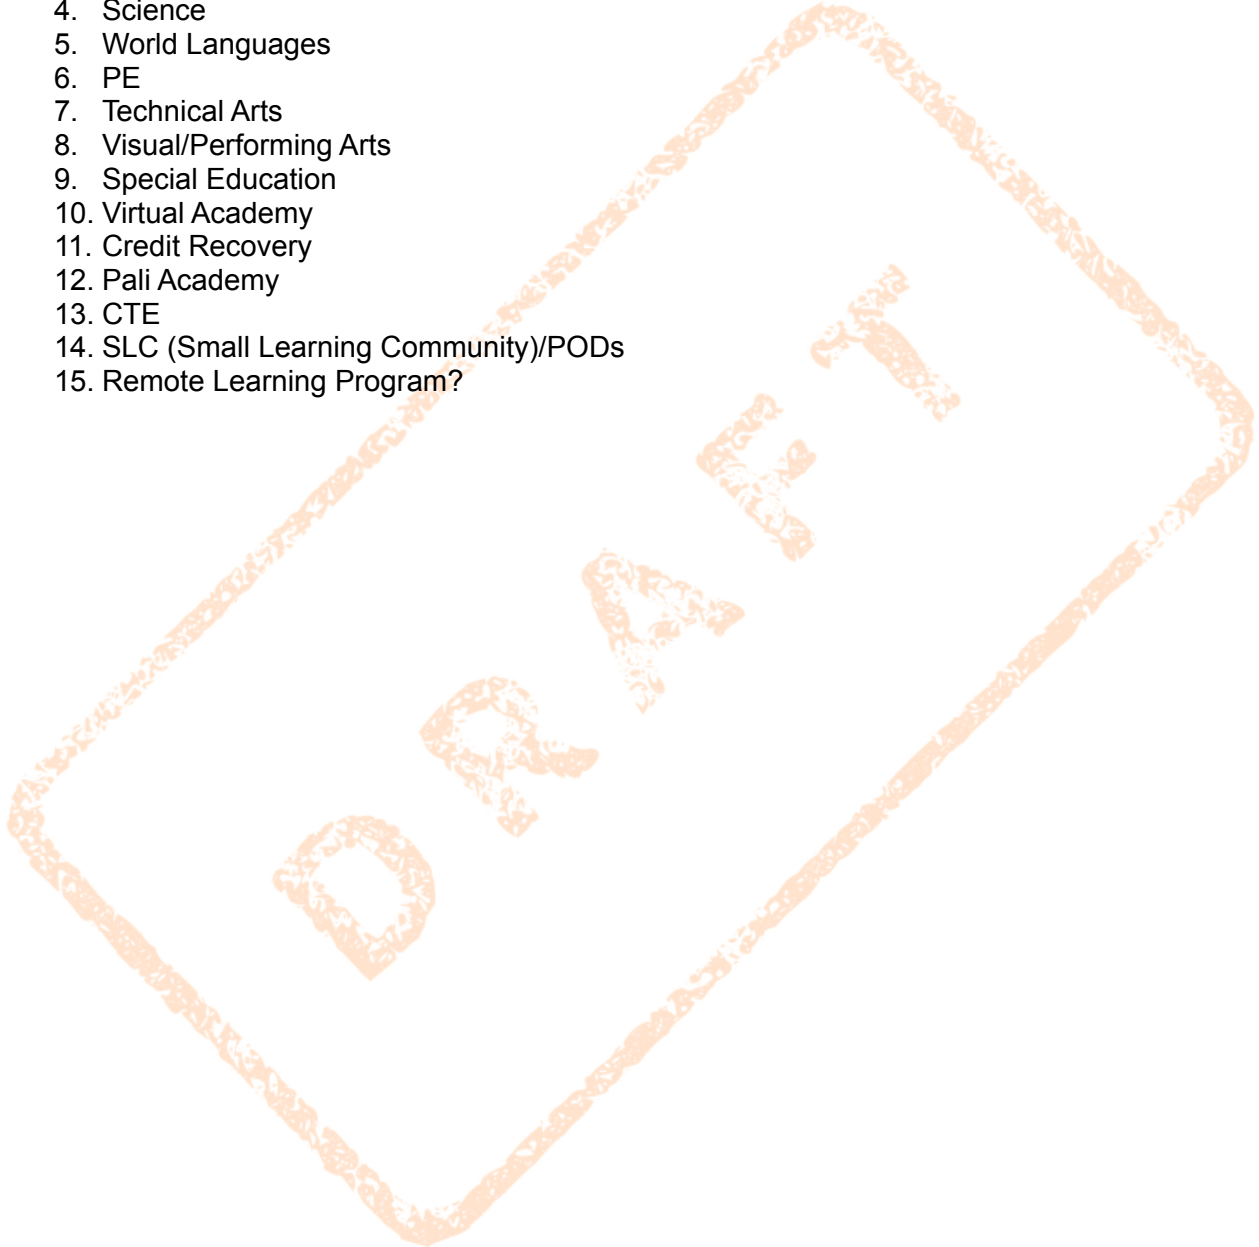 4. Science
5. World Languages
6. PE
7. Technical Arts
8. Visual/Performing Arts
9. Special Education
10. Virtual Academy
11. Credit Recovery
12. Pali Academy
13. CTE
14. SLC (Small Learning Community)/PODs
15. Remote Learning Program?
DRAFT